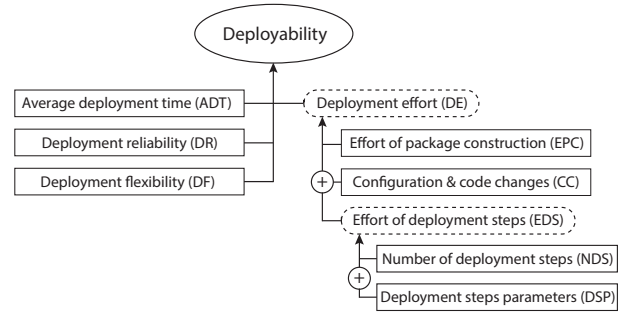 Deployability
Average deployment time (ADT)
Deployment effort (DE)
Deployment reliability (DR)
Effort of package construction (EPC)
Deployment flexibility (DF)
+
Configuration & code changes (CC)
Effort of deployment steps (EDS)
Number of deployment steps (NDS)
+
Deployment steps parameters (DSP)